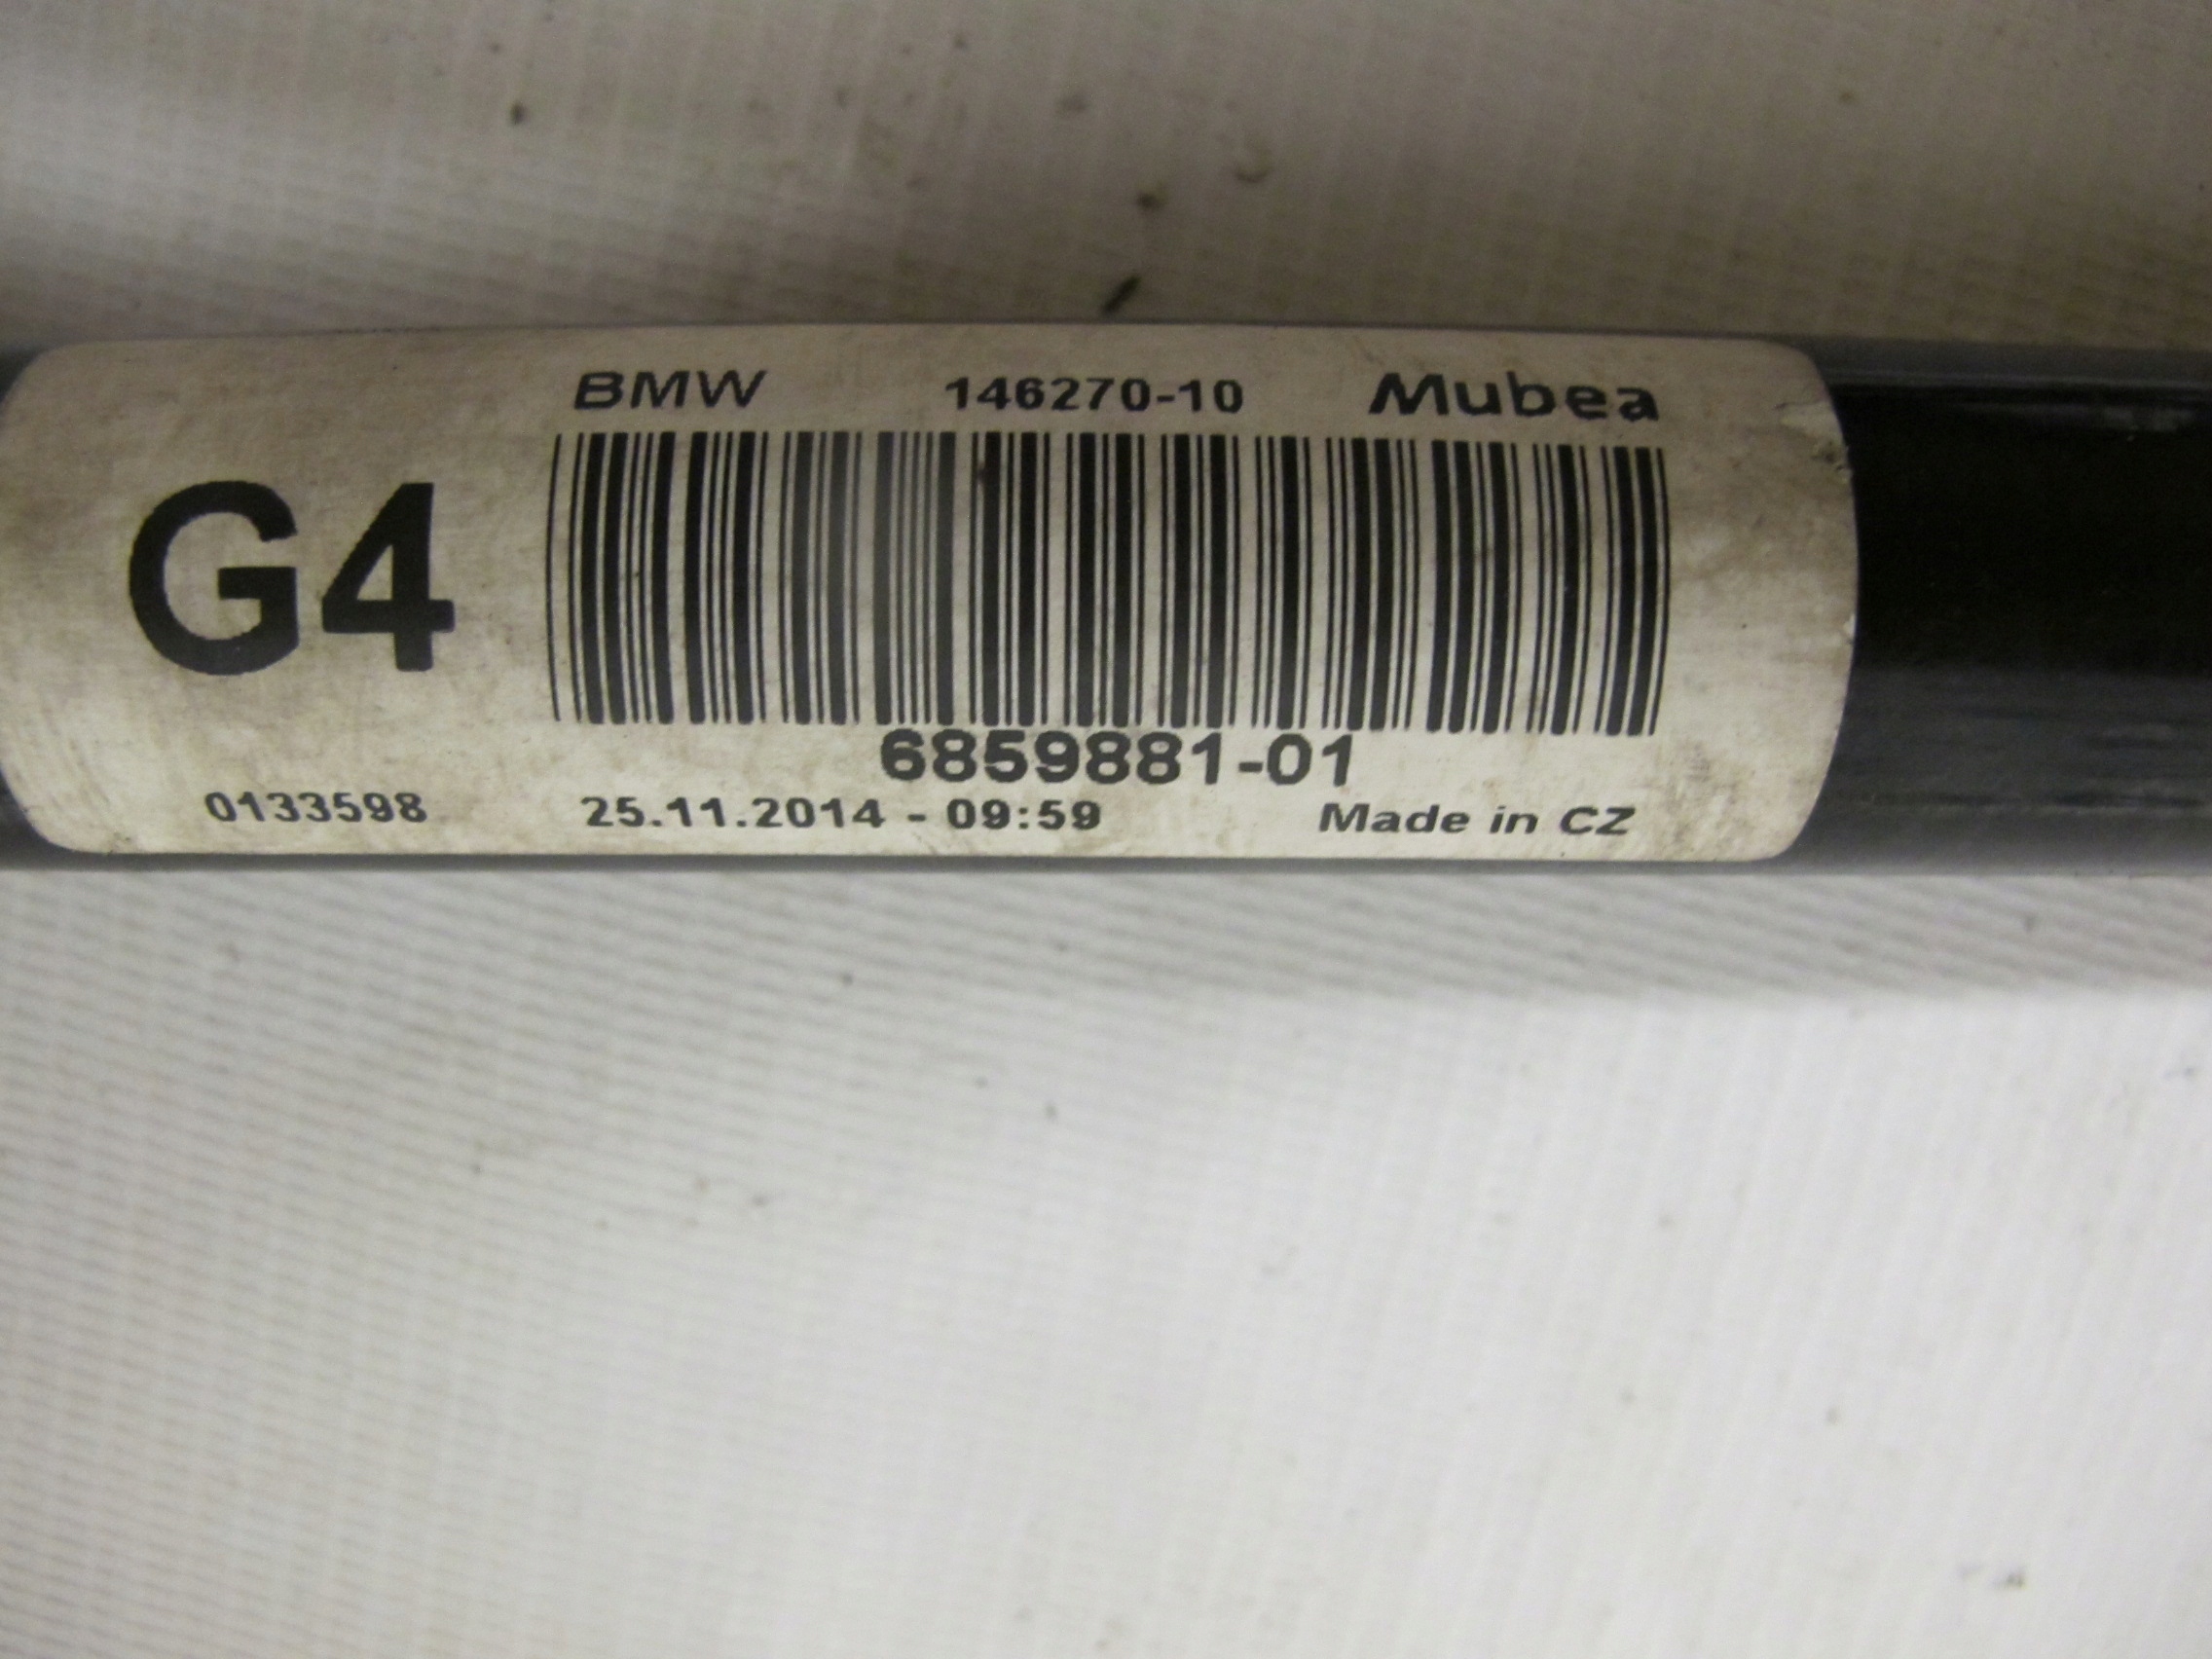 BMW 146270-10 Mubea
G4
6859881-01
0133598 25.11.2014 - 09:59 Made in CZ